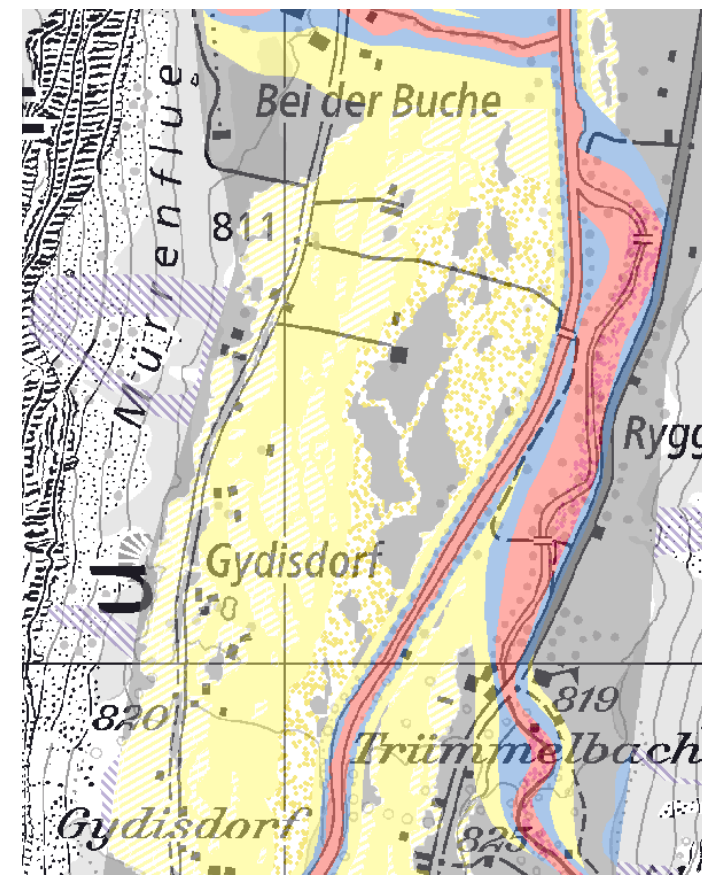 Bei der Buche
Mürrenflue
811
Rygg
Gydisdorf
u
819
820
Trümmelbach
Gydisdorf
825